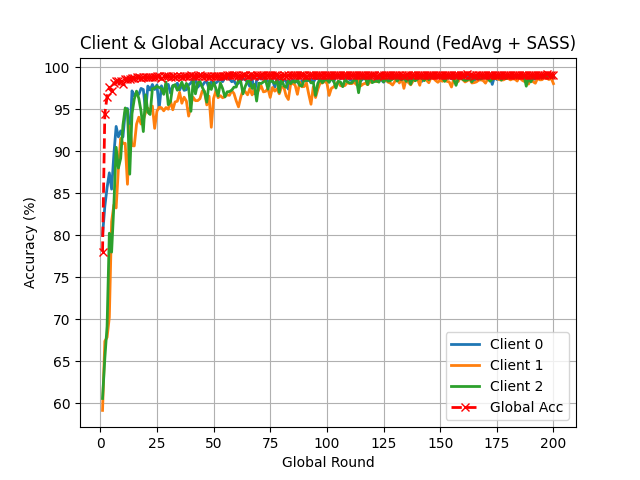 Client & Global Accuracy vs. Global Round (FedAvg + SASS)
100
95
90
85
80
75
70
65
60
Accuracy (%)
0 25 50 75 100 125 150 175 200
Global Round
Client 0
Client 1
Client 2
Global Acc